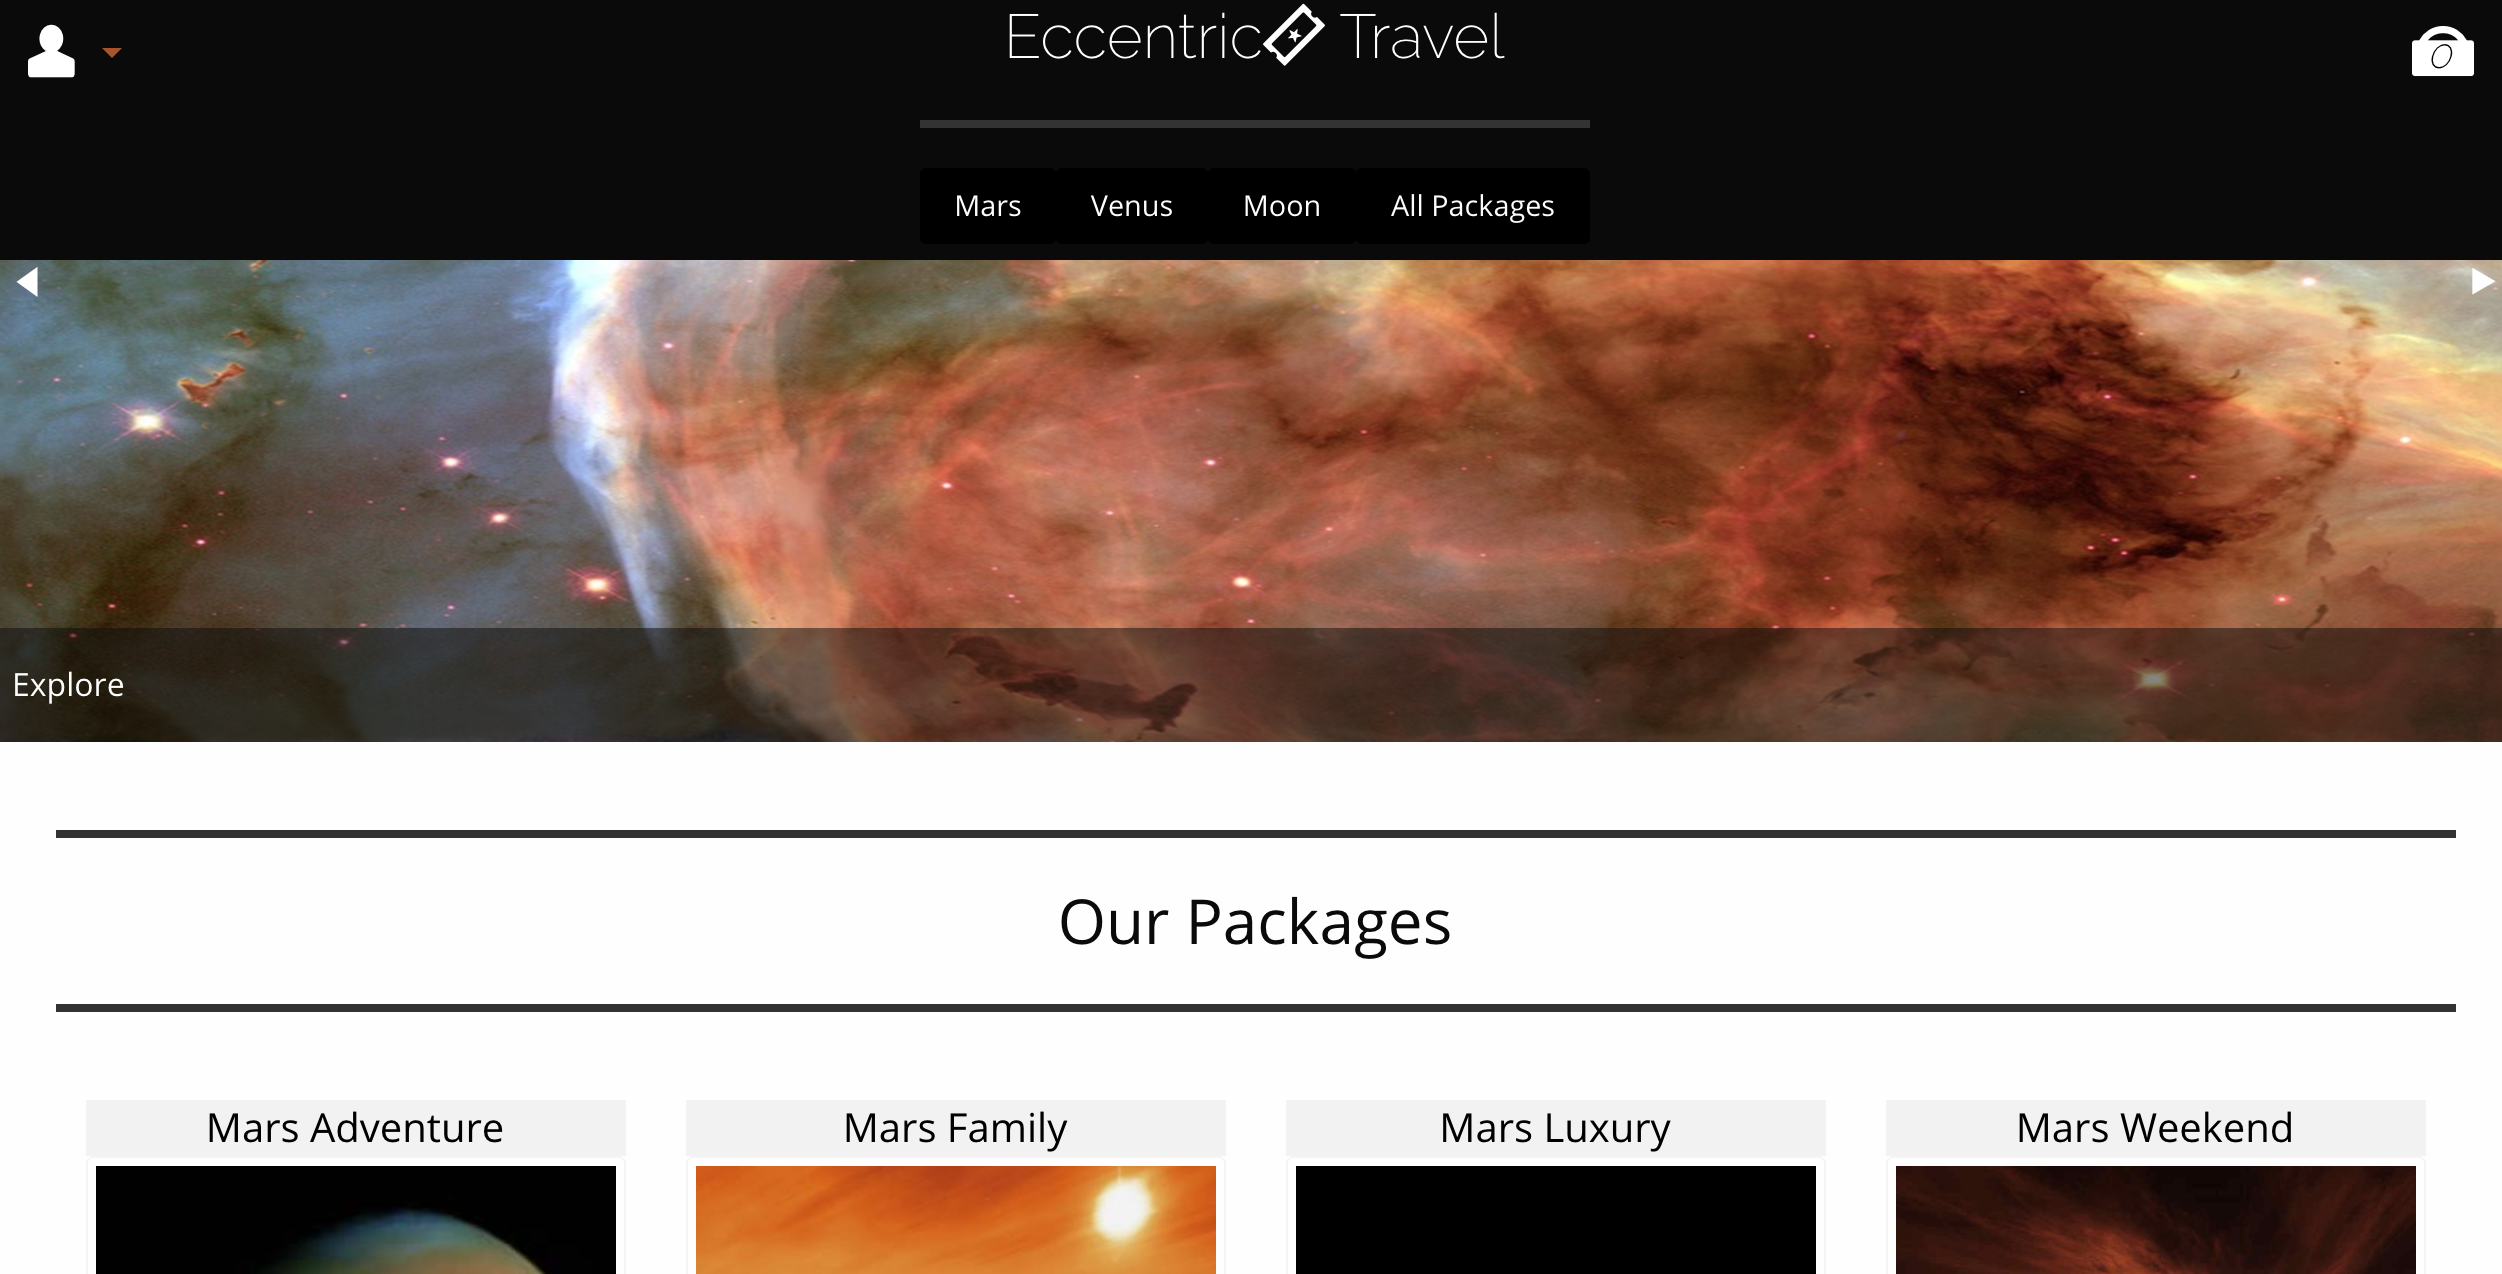 Eccentric Travel
0
Mars Venus Moon All Packages
Explore
Our Packages
Mars Adventure Mars Family Mars Luxury Mars Weekend